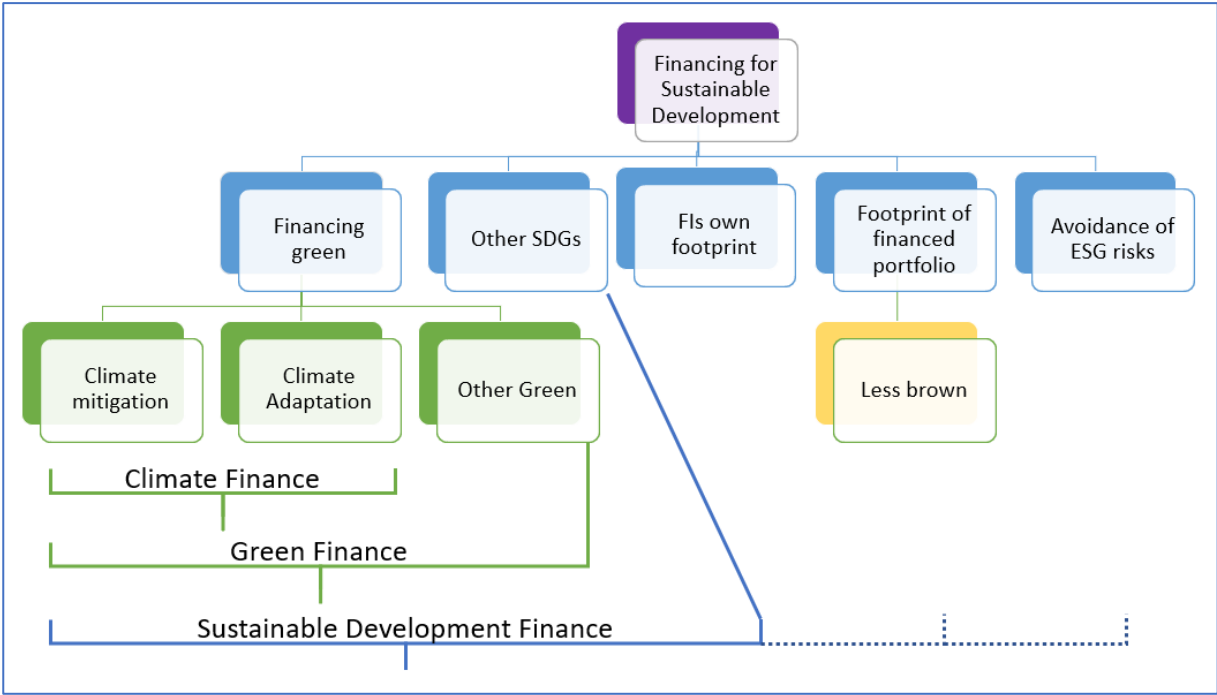 Financing for
Sustainable
Development
Financing
green
Other SDGs
FIs own
footprint
Footprint of
financed
portfolio
Avoidance of
ESG risks
Climate
mitigation
Climate
Adaptation
Other Green
Less brown
Climate Finance
Green Finance
Sustainable Development Finance